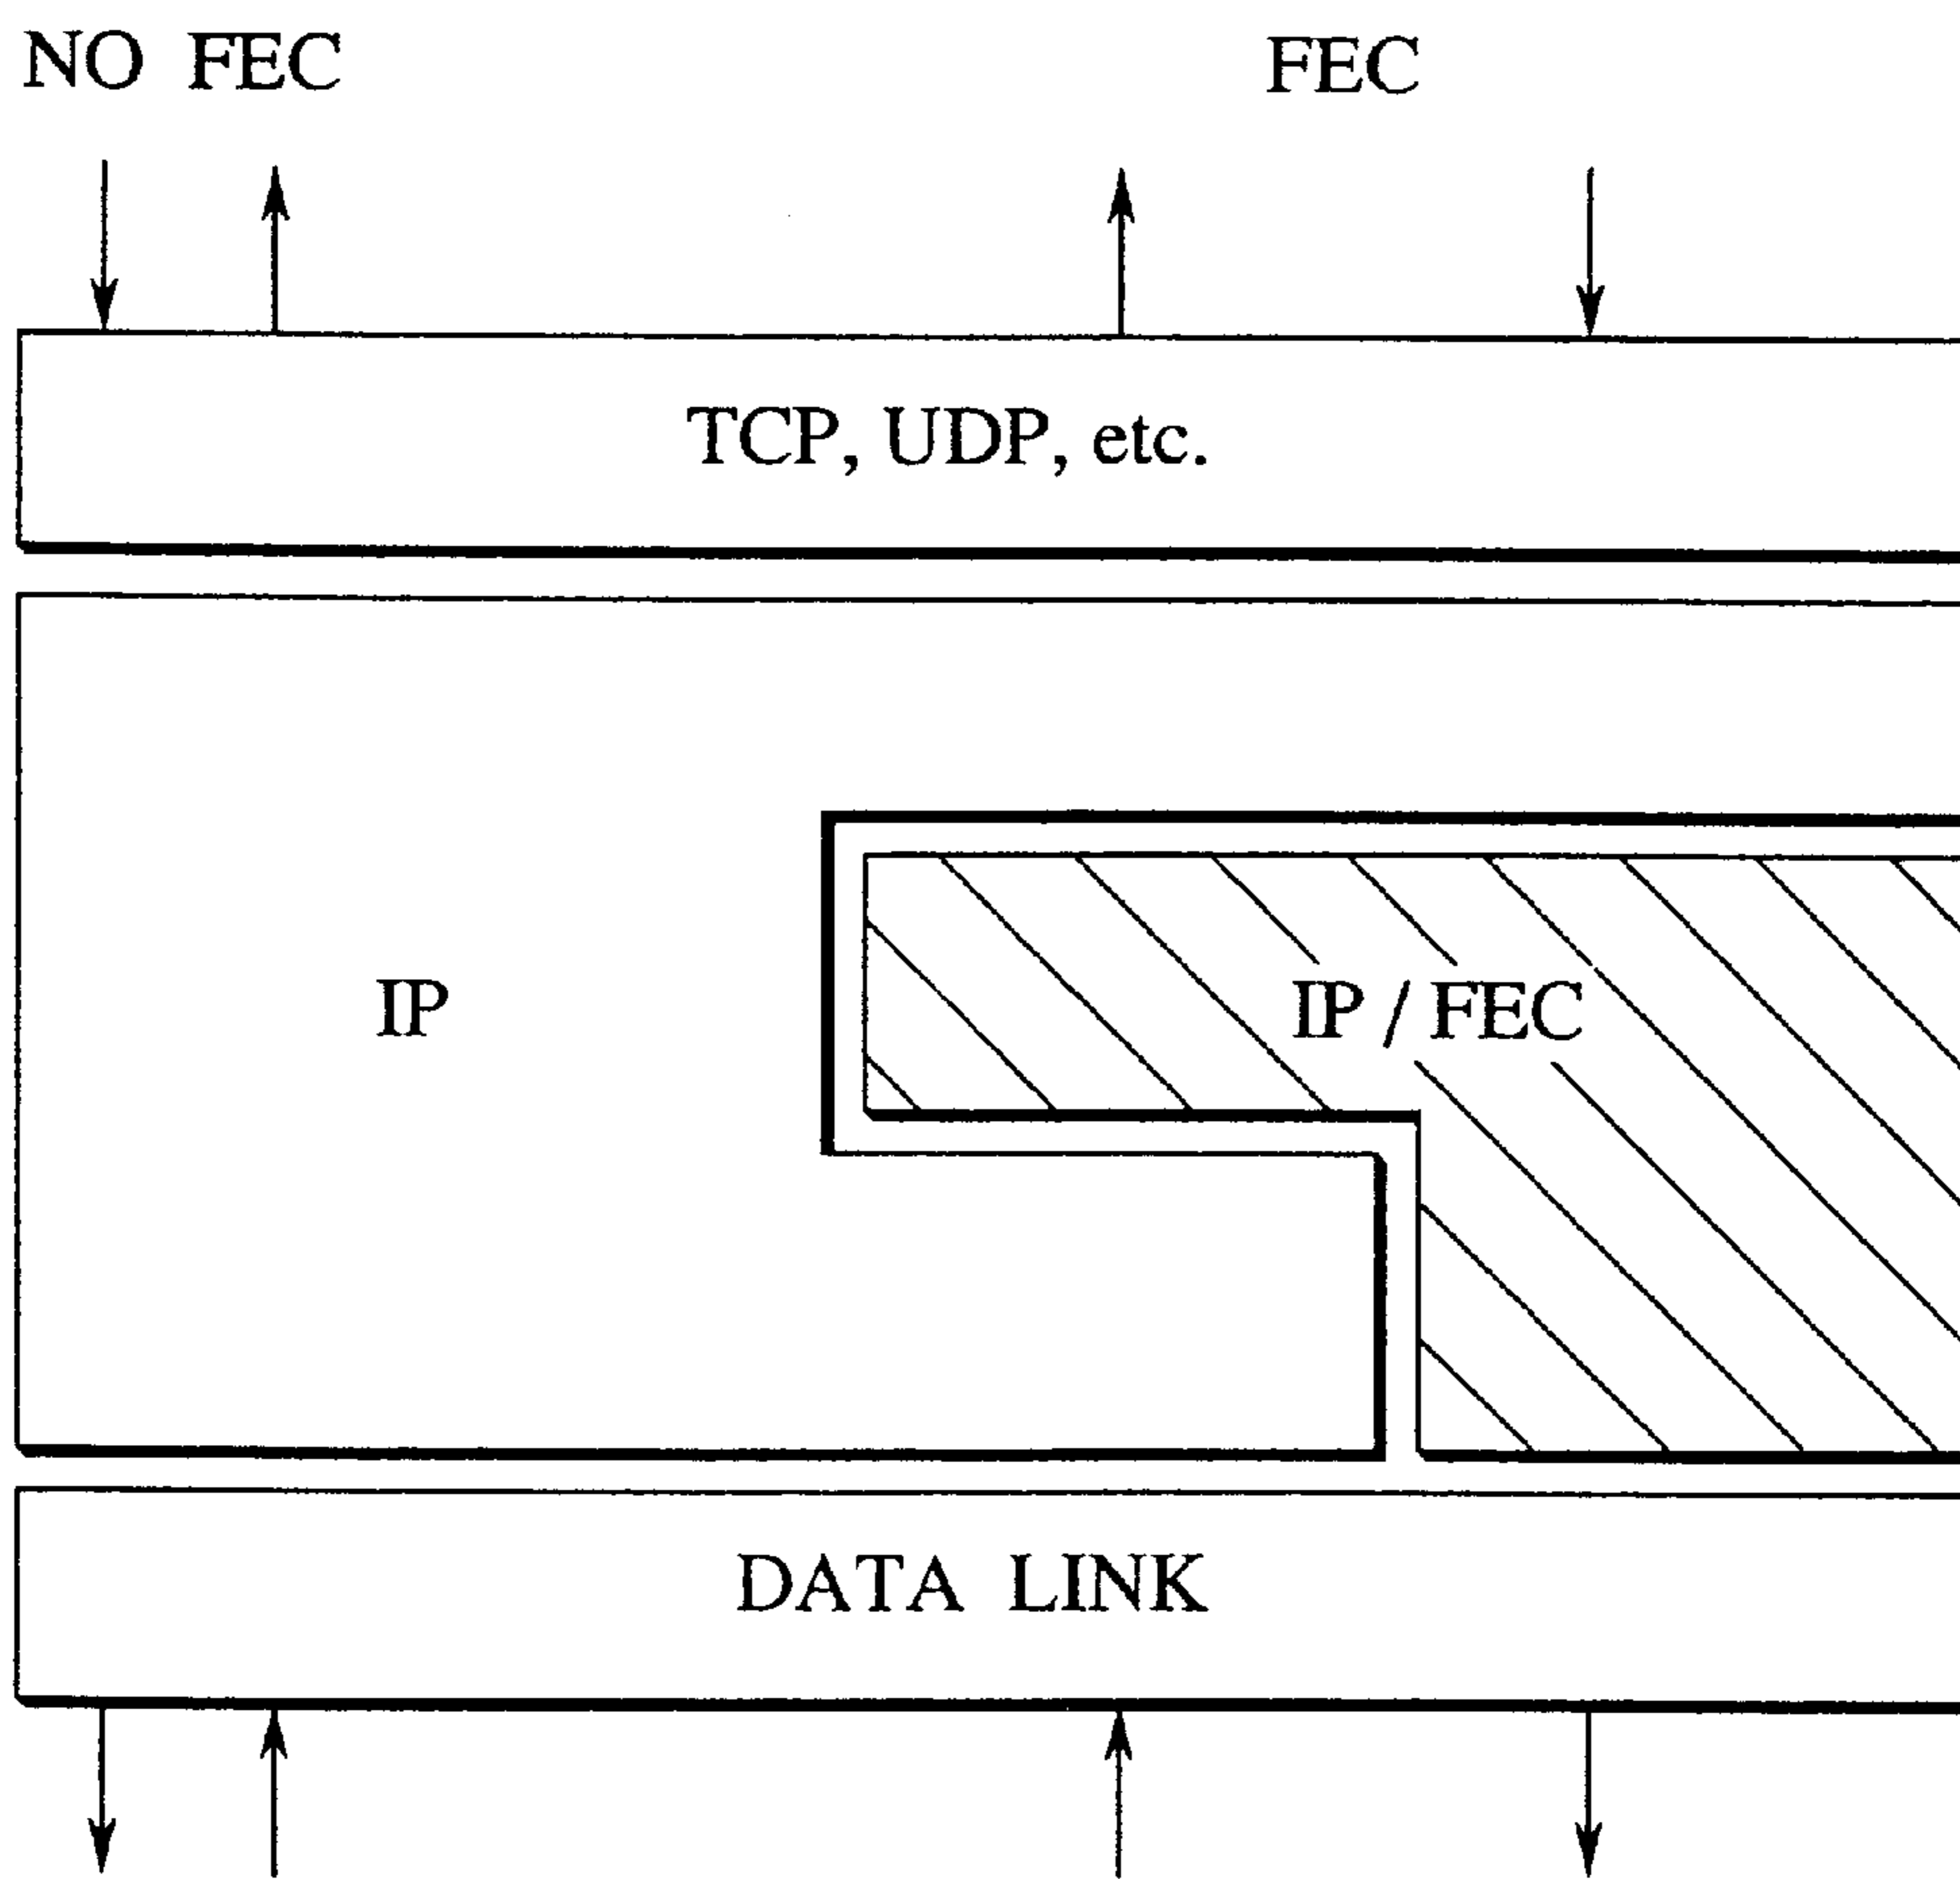 NO FEC
FEC
TCP, UDP, etc.
IP
IP / FEC
DATA LINK